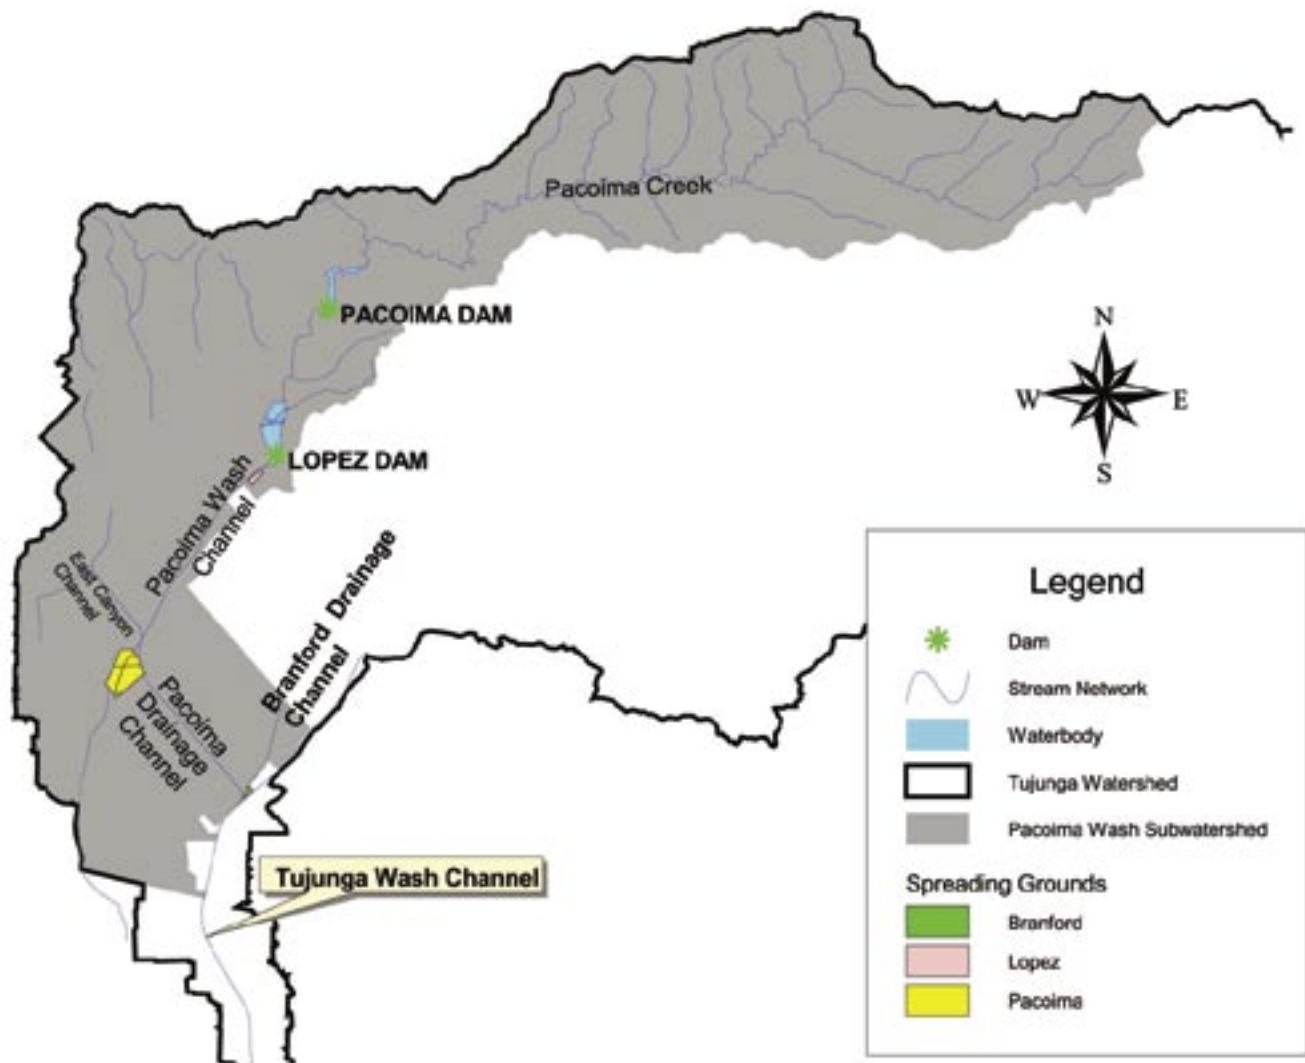 Pacoima Creek
PACOIMA DAM
N
W
E
S
LOPEZ DAM
Pacoima Wash
Channel
East Canyon
Channel
Branford Drainage
Channel
Pacoima
Drainage
Channel
Tujunga Wash Channel
Legend
Dam
Stream Network
Waterbody
Tujunga Watershed
Pacoima Wash Subwatershed
Spreading Grounds
Branford
Lopez
Pacoima